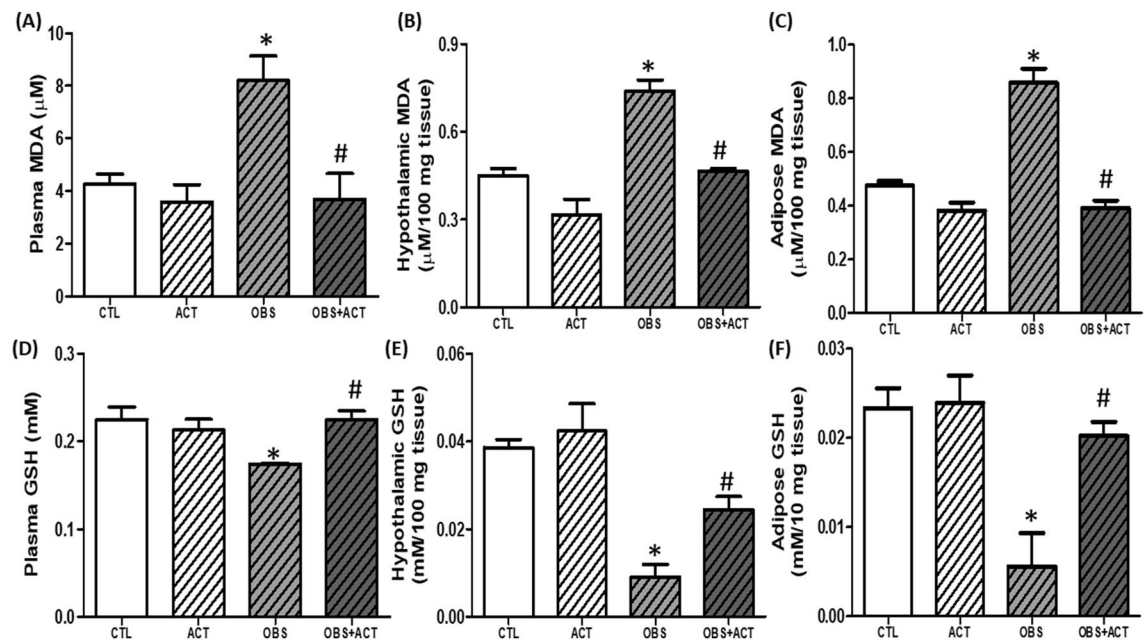 (A)
Plasma MDA (μM)
10
8
6
4
2
0
*
#
CTL ACT OBS OBS+ACT
(B)
Hypothalamic MDA
(μM/100 mg tissue)
0.9
0.6
0.3
0.0
*
#
CTL ACT OBS OBS+ACT
(C)
Adipose MDA
(μM/100 mg tissue)
1.0
0.8
0.6
0.4
0.2
0.0
*
#
CTL ACT OBS OBS+ACT
(D)
Plasma GSH (mM)
0.3
0.2
0.1
0.0
*
#
CTL ACT OBS OBS+ACT
(E)
Hypothalamic GSH
(mM/100 mg tissue)
0.06
0.04
0.02
0.00
*
#
CTL ACT OBS OBS+ACT
(F)
Adipose GSH
(mM/10 mg tissue)
0.03
0.02
0.01
0.00
*
#
CTL ACT OBS OBS+ACT